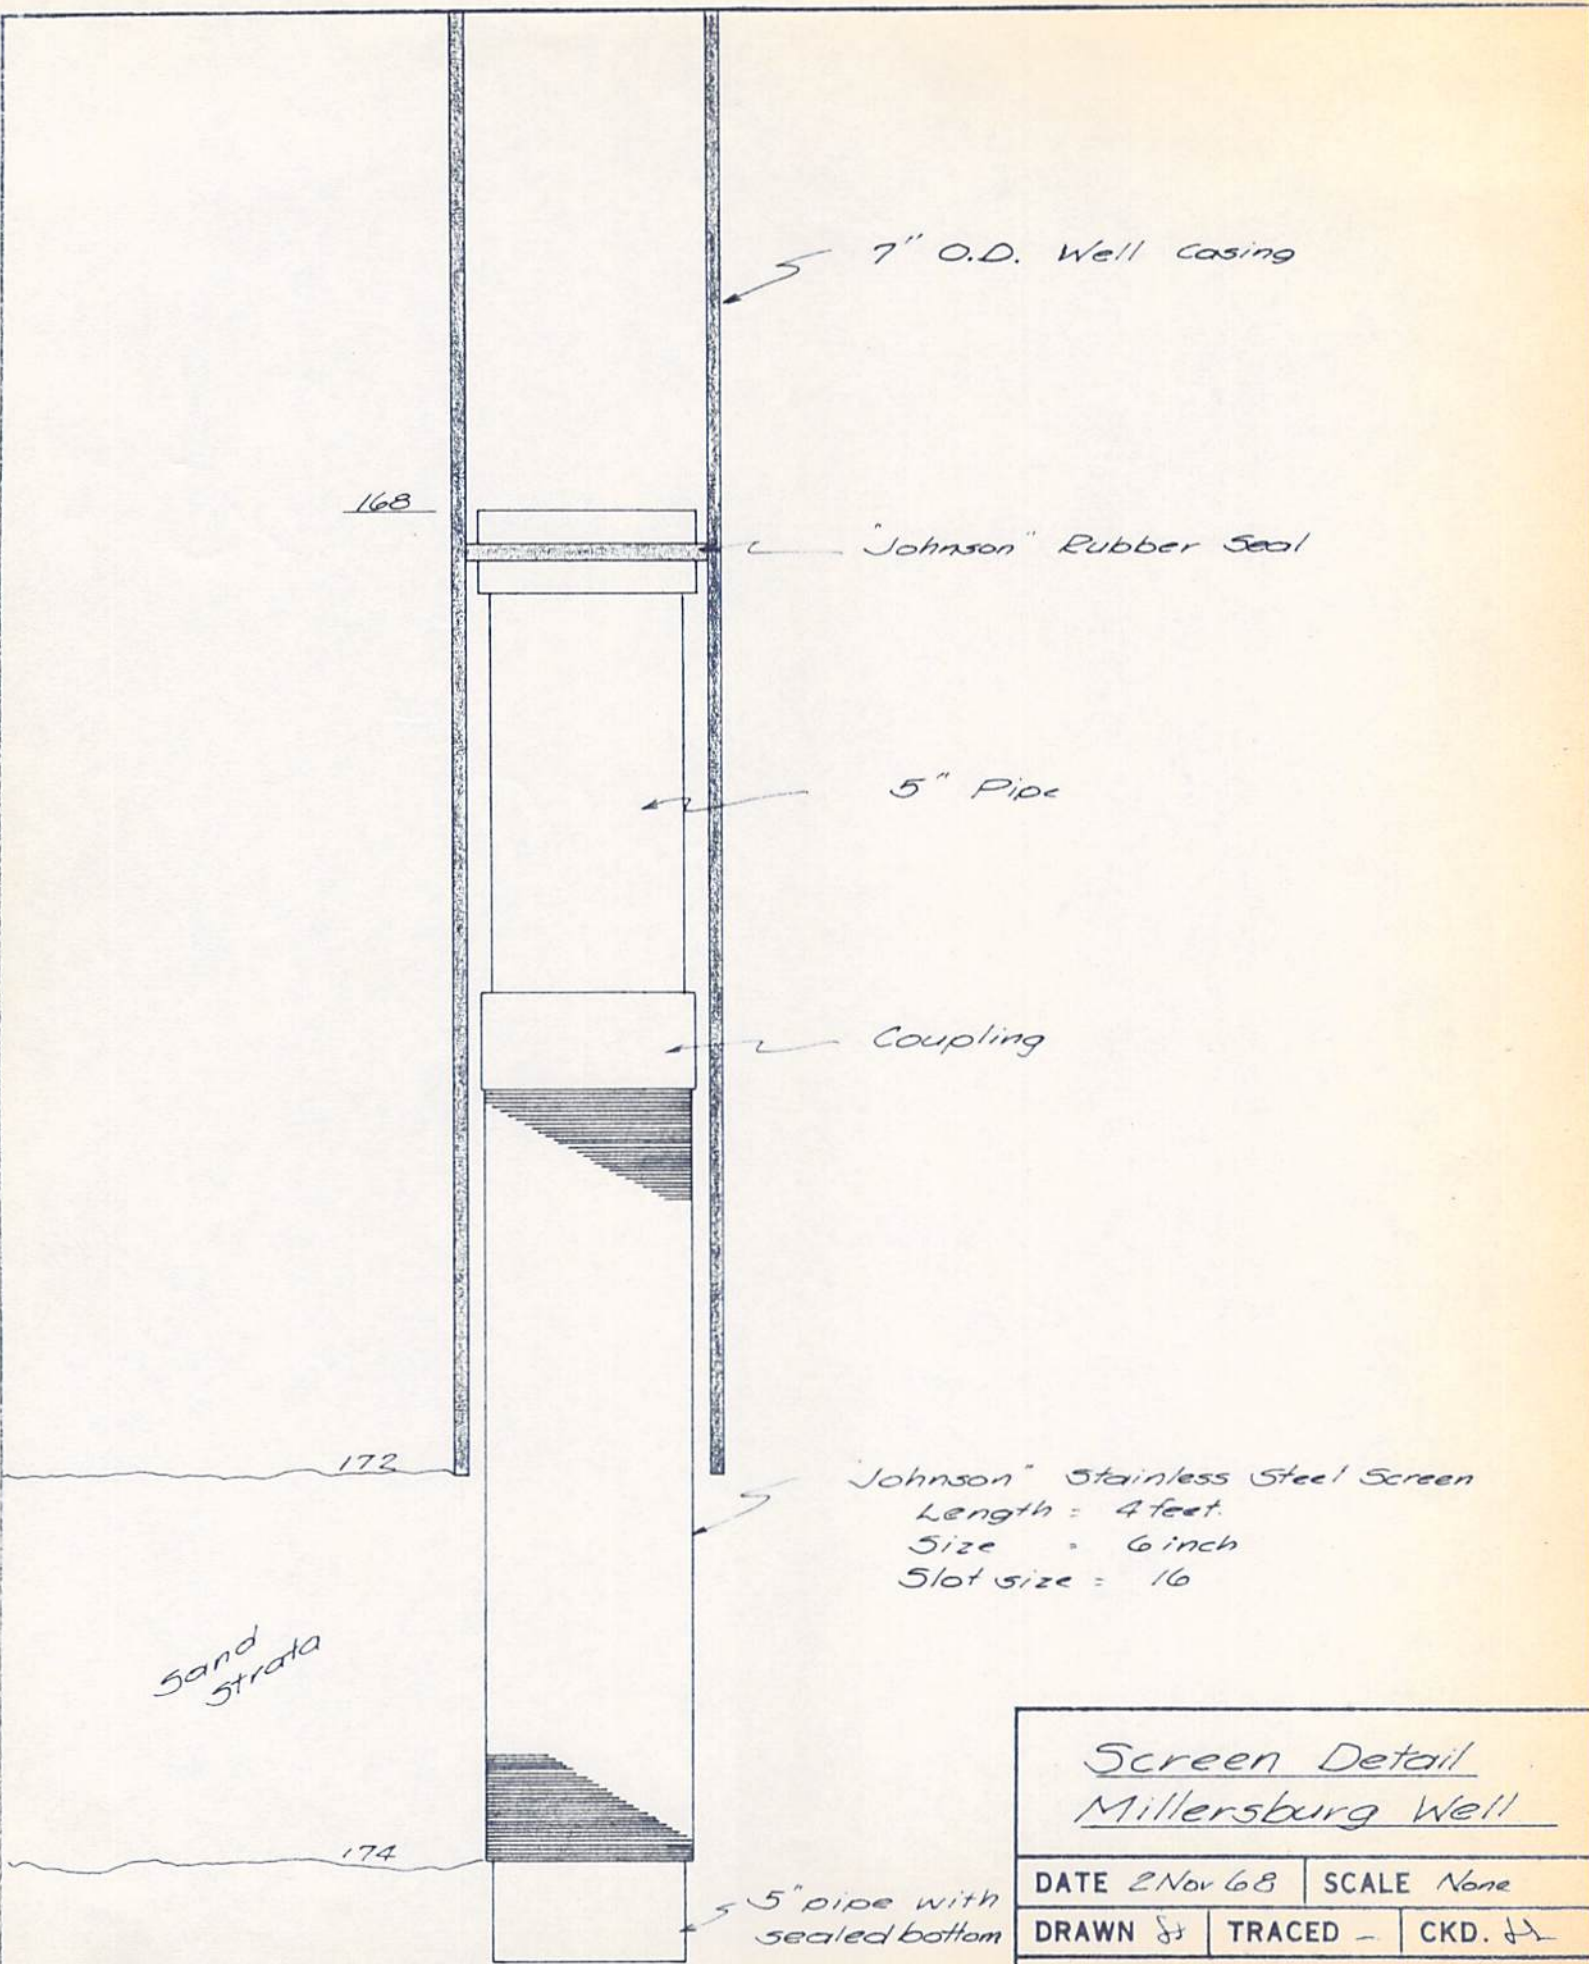 7" O.D. Well Casing
168
"Johnson" Rubber Seal
5" Pipe
Coupling
172
"Johnson" Stainless Steel Screen
Length = 4 feet.
Size = 6 inch
Slot size = 16
Sand
Strata
174
5" pipe with
sealed bottom
Screen Detail
Millersburg Well
DATE 2 Nov 68 SCALE None
DRAWN TRACED - CKD.